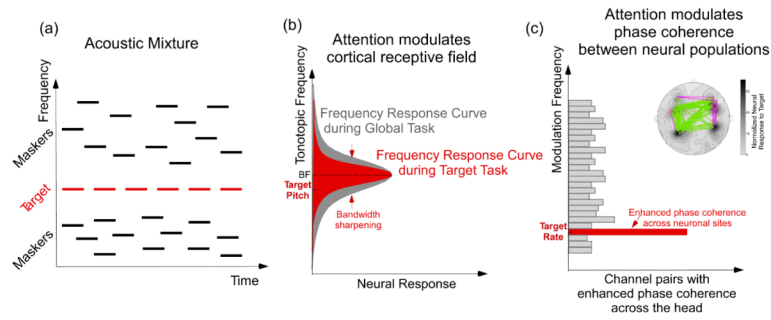 (a)
Acoustic Mixture
Frequency
Maskers
Target
Maskers
Time
(b)
Attention modulates
cortical receptive field
Tonotopic Frequency
Frequency Response Curve
during Global Task
Frequency Response Curve
during Target Task
BF
Target
Pitch
Bandwidth
sharpening
Neural Response
(c)
Attention modulates
phase coherence
between neural populations
Modulation Frequency
Normalized Neural
Response to Target
Target
Rate
Enhanced phase coherence
across neuronal sites
Channel pairs with
enhanced phase coherence
across the head